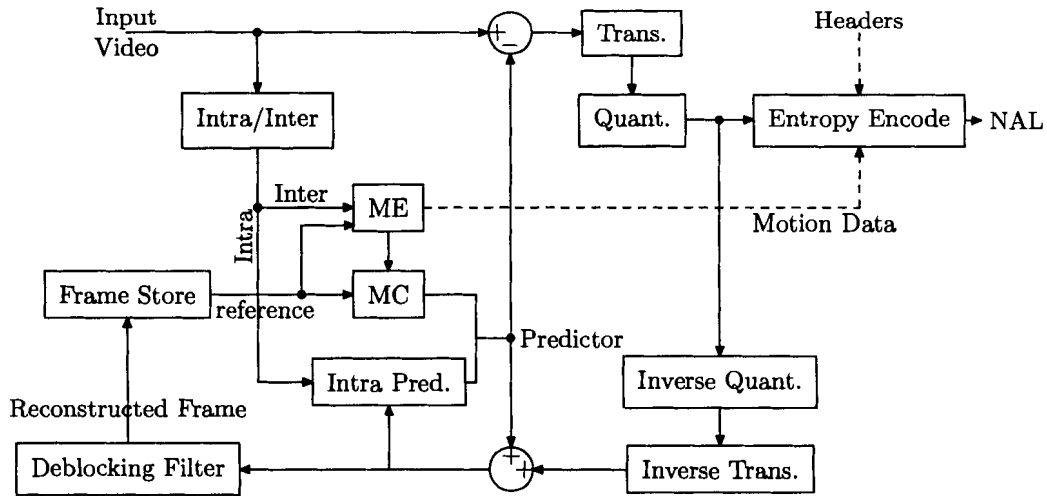 Input
Video
+
−
Trans.
Headers
Intra/Inter
Quant.
Entropy Encode
NAL
Inter
ME
Intra
Motion Data
Frame Store
reference
MC
Predictor
Intra Pred.
Inverse Quant.
Reconstructed Frame
Deblocking Filter
+
+
Inverse Trans.